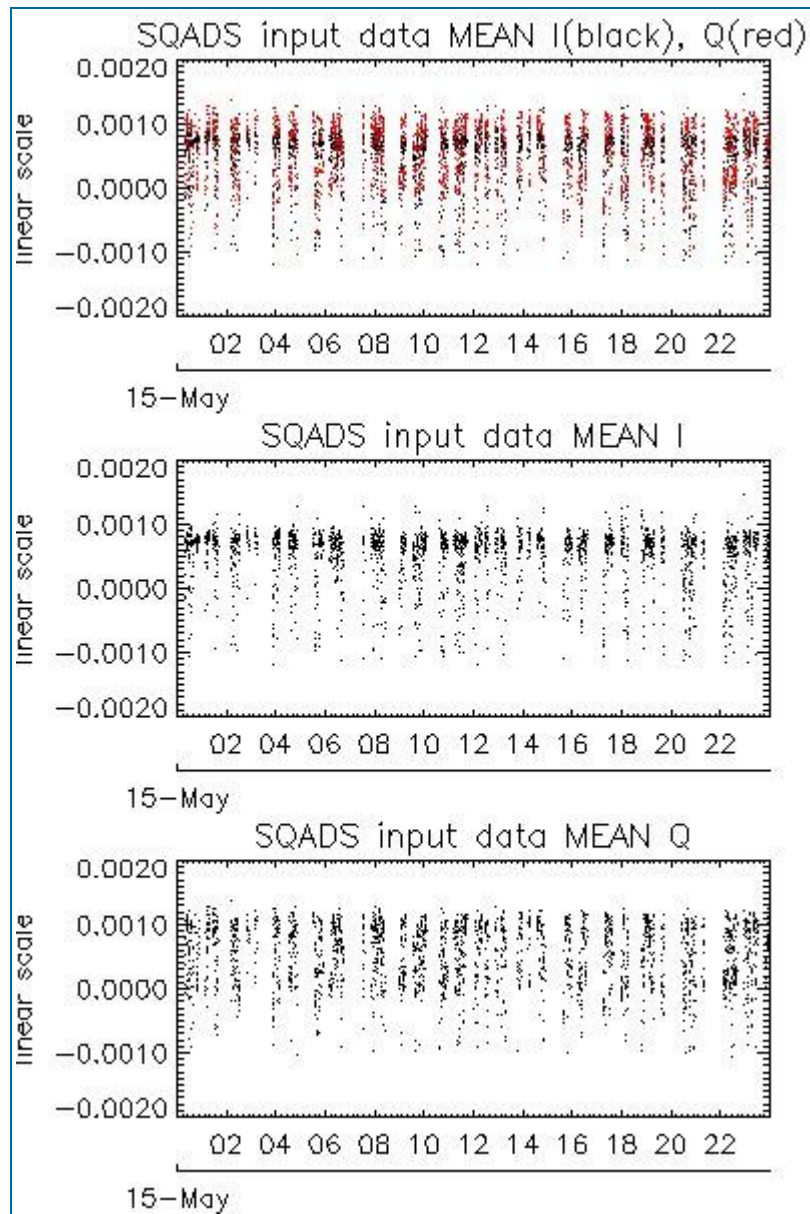 SQADS input data MEAN I(black), Q(red)
0.0020
0.0010
0.0000
−0.0010
−0.0020
linear scale
02 04 06 08 10 12 14 16 18 20 22
15−May
SQADS input data MEAN I
0.0020
0.0010
0.0000
−0.0010
−0.0020
linear scale
02 04 06 08 10 12 14 16 18 20 22
15−May
SQADS input data MEAN Q
0.0020
0.0010
0.0000
−0.0010
−0.0020
linear scale
02 04 06 08 10 12 14 16 18 20 22
15−May